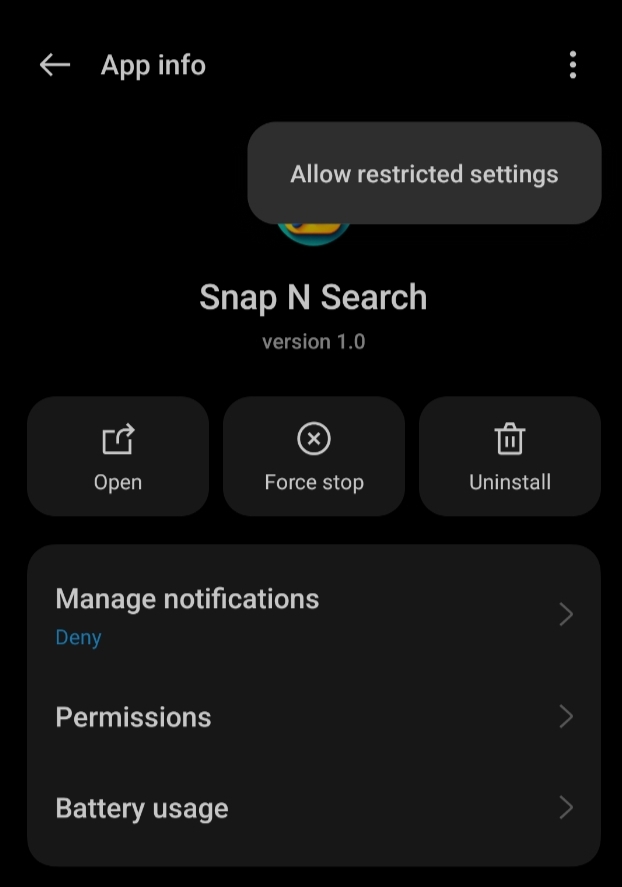 App info
Allow restricted settings
Snap N Search
version 1.0
Open
Force stop
Uninstall
Manage notifications
Deny
Permissions
Battery usage